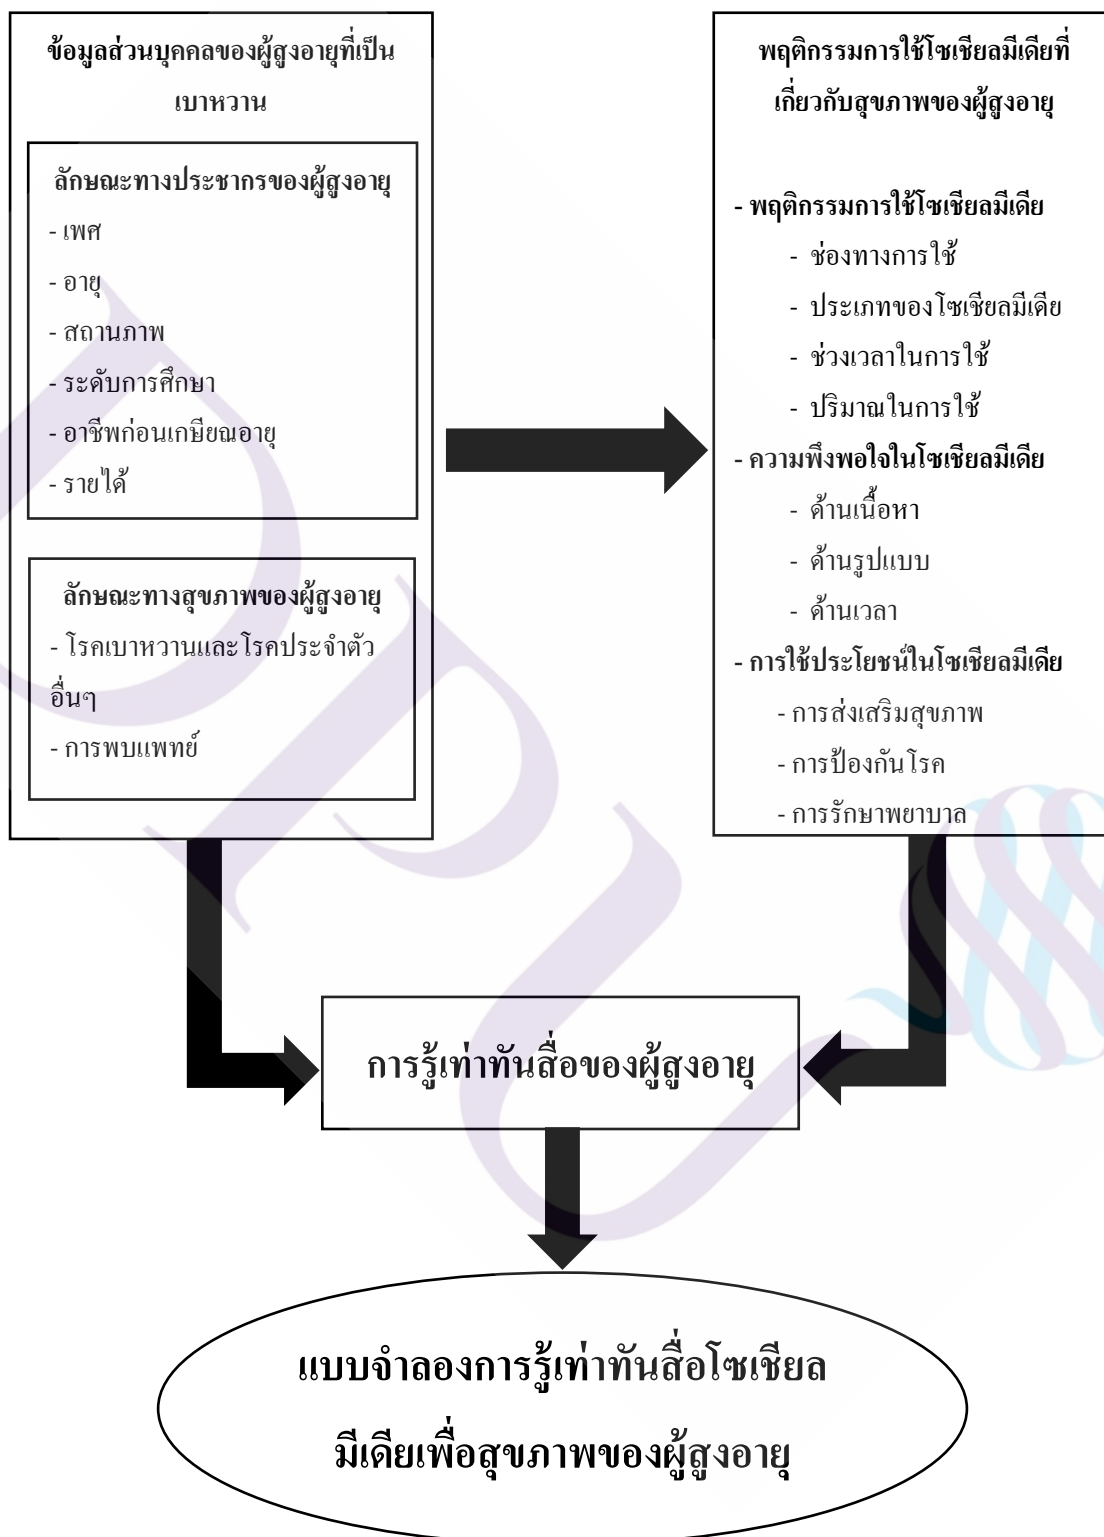 ข้อมูลส่วนบุคคลของผู้สูงอายุที่เป็น
เบาหวาน
ลักษณะทางประชากรของผู้สูงอายุ
- เพศ
- อายุ
- สถานภาพ
- ระดับการศึกษา
- อาชีพก่อนเกษียณอายุ
- รายได้
ลักษณะทางสุขภาพของผู้สูงอายุ
- โรคเบาหวานและโรคประจำตัว
อื่นๆ
- การพบแพทย์
พฤติกรรมการใช้โซเชียลมีเดียที่
เกี่ยวกับสุขภาพของผู้สูงอายุ
- พฤติกรรมการใช้โซเชียลมีเดีย
- ช่องทางการใช้
- ประเภทของโซเชียลมีเดีย
- ช่วงเวลาในการใช้
- ปริมาณในการใช้
- ความพึงพอใจในโซเชียลมีเดีย
- ด้านเนื้อหา
- ด้านรูปแบบ
- ด้านเวลา
- การใช้ประโยชน์ในโซเชียลมีเดีย
- การส่งเสริมสุขภาพ
- การป้องกันโรค
- การรักษาพยาบาล
การรู้เท่าทันสื่อของผู้สูงอายุ
แบบจำลองการรู้เท่าทันสื่อโซเชียล
มีเดียเพื่อสุขภาพของผู้สูงอายุ
DPU